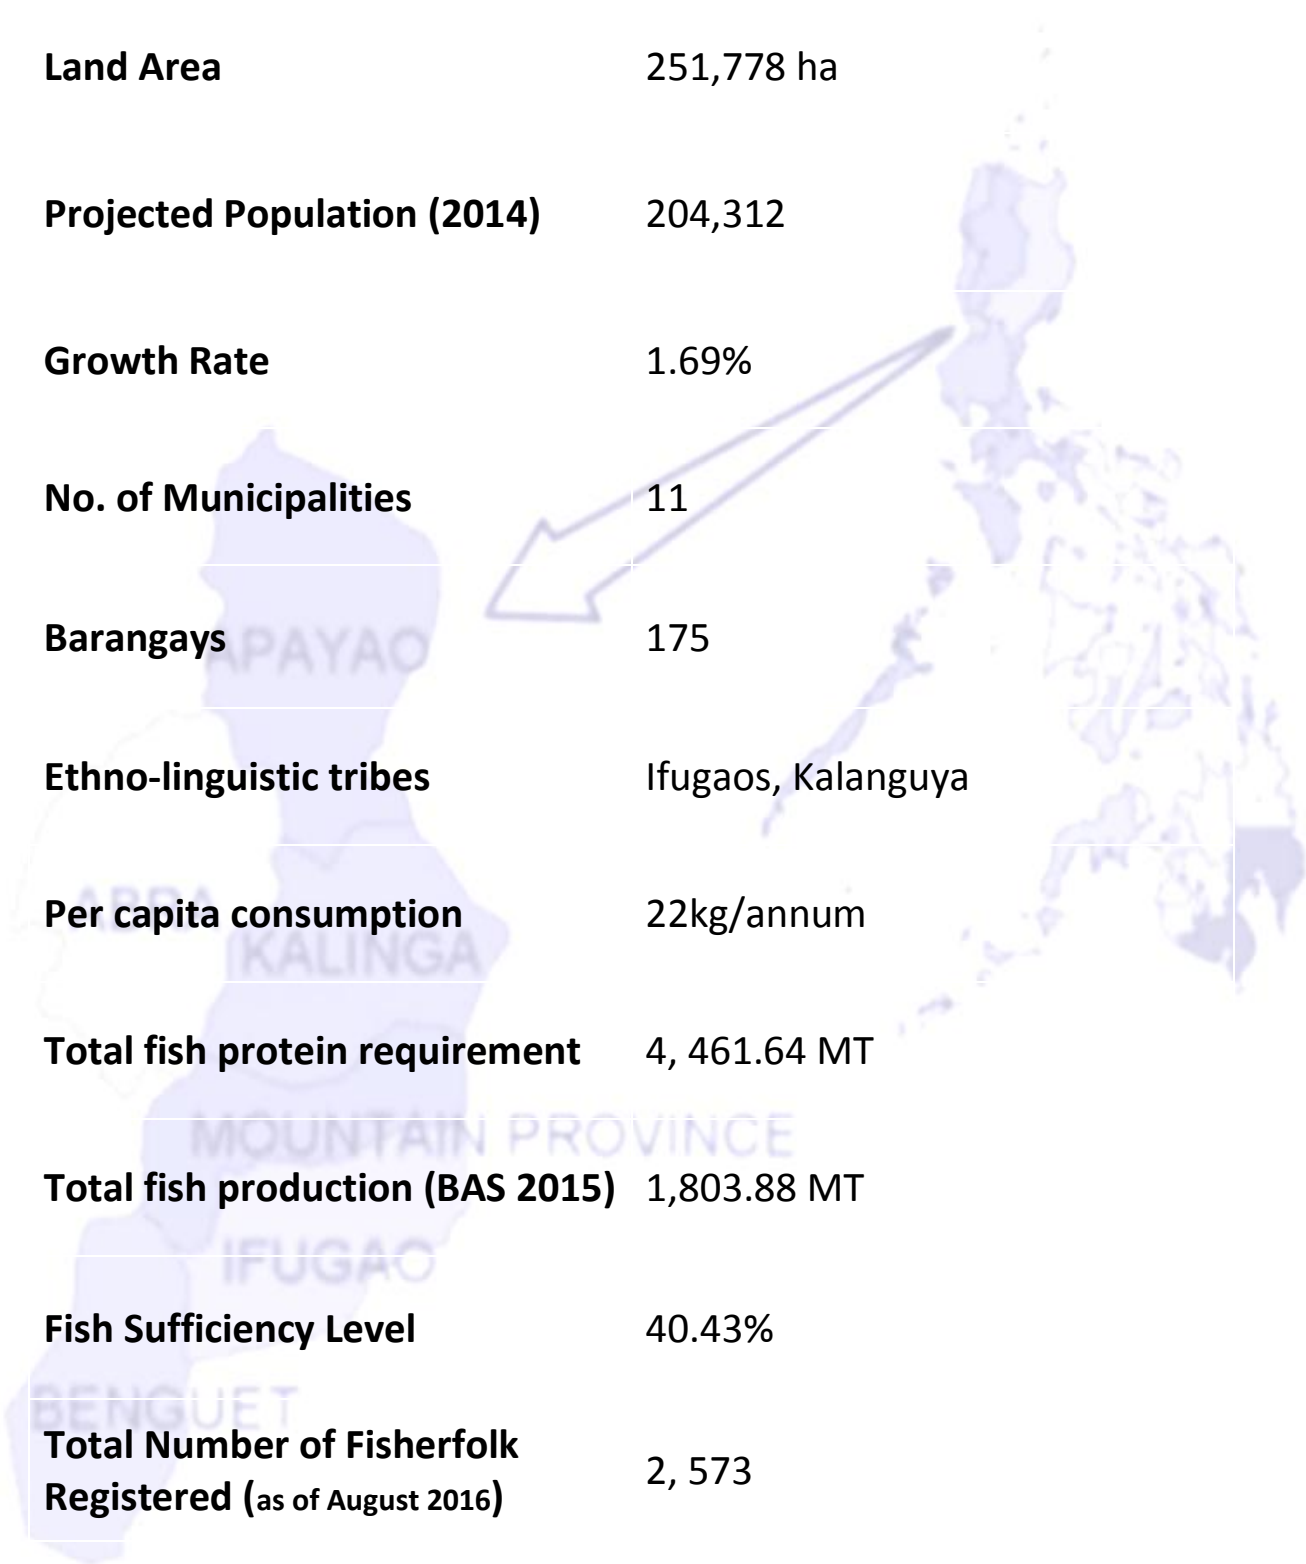 Land Area 251,778 ha
Projected Population (2014) 204,312
Growth Rate 1.69%
No. of Municipalities 11
Barangays 175
APAYAO
Ethno-linguistic tribes Ifugaos, Kalanguya
ABRA
Per capita consumption 22kg/annum
KALINGA
Total fish protein requirement 4, 461.64 MT
MOUNTAIN PROVINCE
Total fish production (BAS 2015) 1,803.88 MT
IFUGAO
Fish Sufficiency Level 40.43%
BENGUET
Total Number of Fisherfolk
Registered (as of August 2016) 2, 573